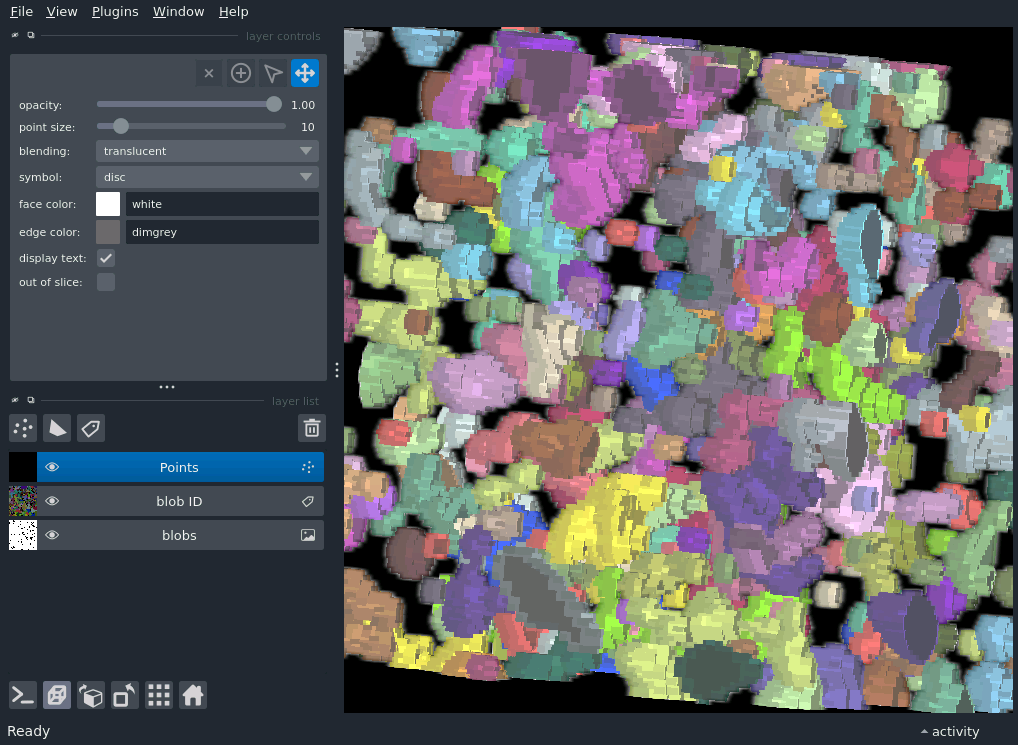 File View Plugins Window Help
layer controls
opacity: 1.00
point size: 10
blending: translucent
symbol: disc
face color: white
edge color: dimgrey
display text:
out of slice:
layer list
Points
blob ID
blobs
Ready
activity